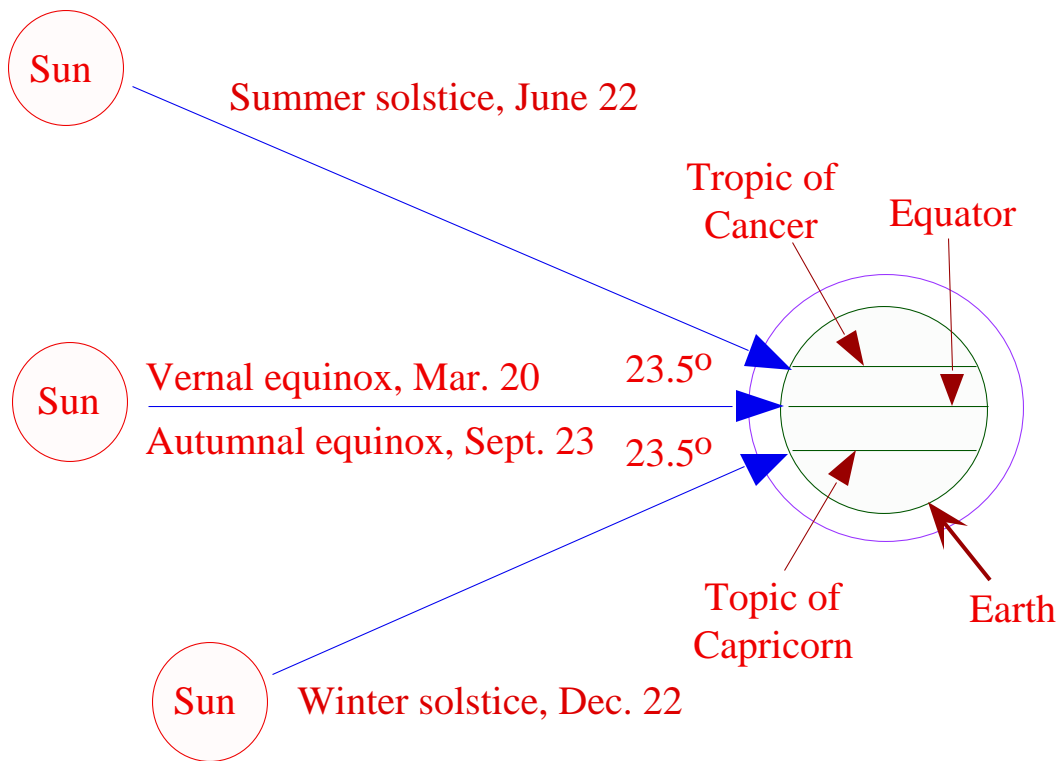 Sun
Summer solstice, June 22
Tropic of
Cancer
Equator
Sun
Vernal equinox, Mar. 20
23.5o
Autumnal equinox, Sept. 23
23.5o
Topic of
Capricorn
Earth
Sun
Winter solstice, Dec. 22